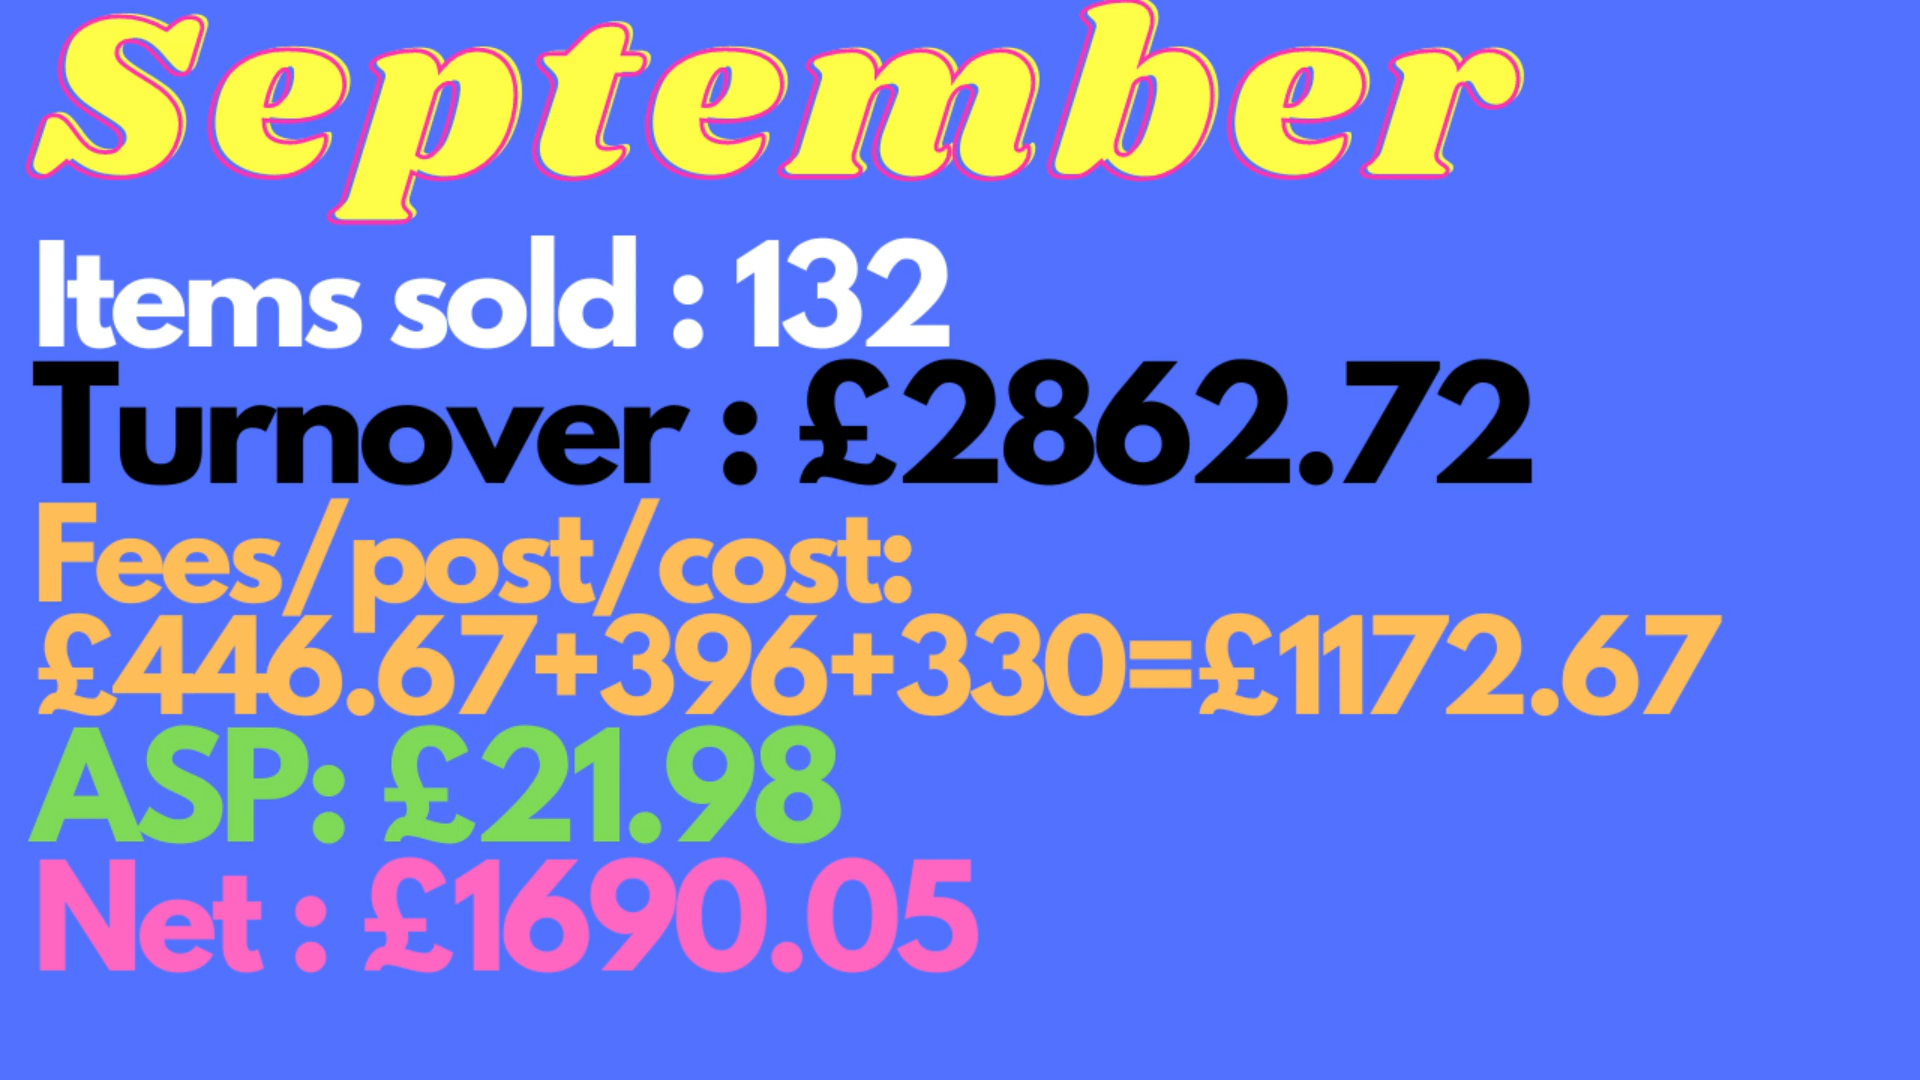 September
Items sold : 132
Turnover : £2862.72
Fees/post/cost:
£446.67+396+330=£1172.67
ASP: £21.98
Net : £1690.05